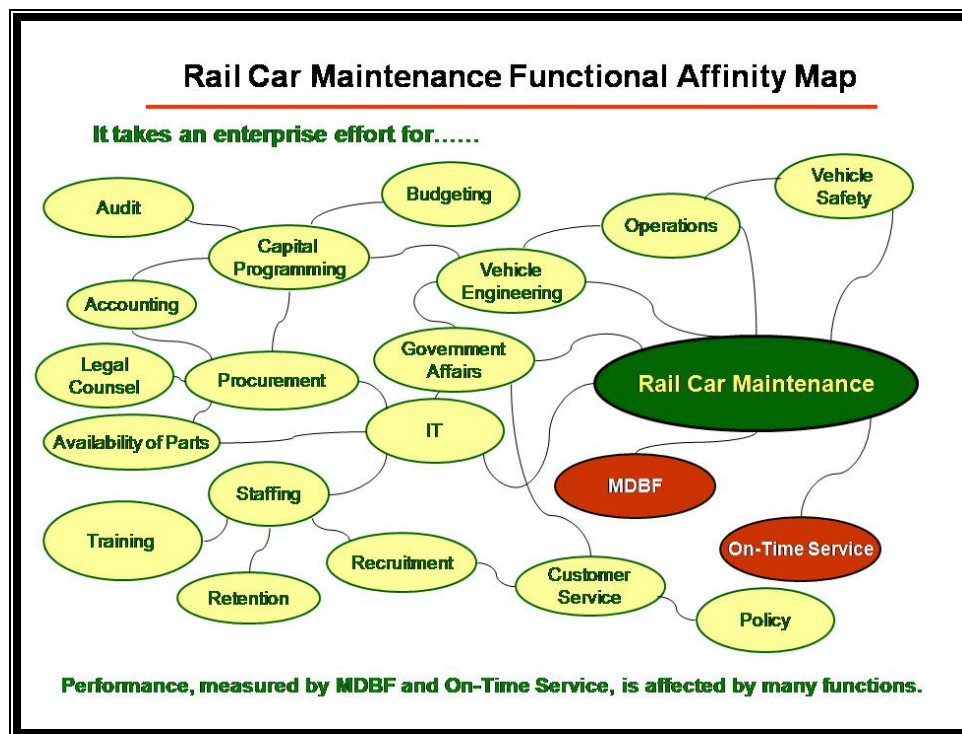 Rail Car Maintenance Functional Affinity Map
It takes an enterprise effort for......
Budgeting
Vehicle
Safety
Audit
Operations
Capital
Programming
Vehicle
Engineering
Accounting
Government
Affairs
Legal
Counsel
Procurement
Rail Car Maintenance
Availability of Parts
IT
MDBF
Staffing
Training
On-Time Service
Recruitment
Customer
Service
Retention
Policy
Performance, measured by MDBF and On-Time Service, is affected by many functions.